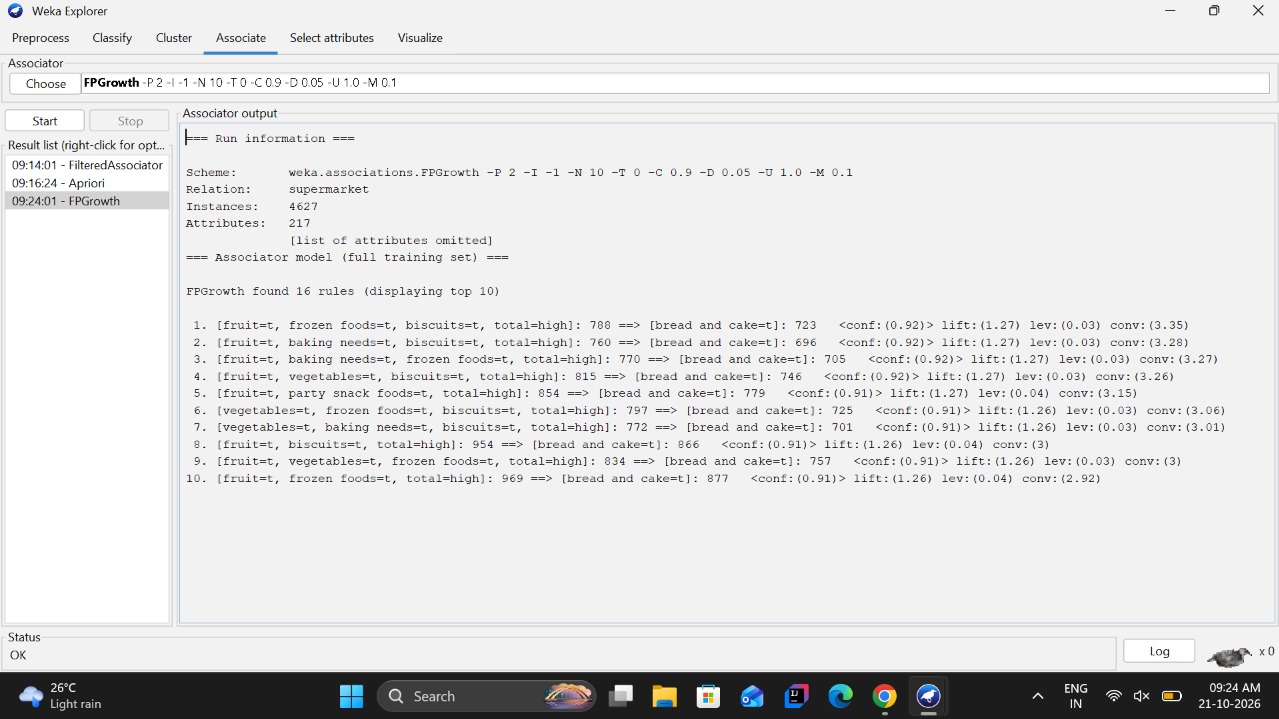 Weka Explorer
Preprocess Classify Cluster Associate Select attributes Visualize
Associator
Choose FPGrowth -P 2 -I -1 -N 10 -T 0 -C 0.9 -D 0.05 -U 1.0 -M 0.1
Start Stop
Result list (right-click for opt...
09:14:01 - FilteredAssociator
09:16:24 - Apriori
09:24:01 - FPGrowth
Associator output
=== Run information ===
Scheme: weka.associations.FPGrowth -P 2 -I -1 -N 10 -T 0 -C 0.9 -D 0.05 -U 1.0 -M 0.1
Relation: supermarket
Instances: 4627
Attributes: 217
[list of attributes omitted]
=== Associator model (full training set) ===
FPGrowth found 16 rules (displaying top 10)
1. [fruit=t, frozen foods=t, biscuits=t, total=high]: 788 ==> [bread and cake=t]: 723 <conf:(0.92)> lift:(1.27) lev:(0.03) conv:(3.35)
2. [fruit=t, baking needs=t, biscuits=t, total=high]: 760 ==> [bread and cake=t]: 696 <conf:(0.92)> lift:(1.27) lev:(0.03) conv:(3.28)
3. [fruit=t, baking needs=t, frozen foods=t, total=high]: 770 ==> [bread and cake=t]: 705 <conf:(0.92)> lift:(1.27) lev:(0.03) conv:(3.27)
4. [fruit=t, vegetables=t, biscuits=t, total=high]: 815 ==> [bread and cake=t]: 746 <conf:(0.92)> lift:(1.27) lev:(0.03) conv:(3.26)
5. [fruit=t, party snack foods=t, total=high]: 854 ==> [bread and cake=t]: 779 <conf:(0.91)> lift:(1.27) lev:(0.04) conv:(3.15)
6. [vegetables=t, frozen foods=t, biscuits=t, total=high]: 797 ==> [bread and cake=t]: 725 <conf:(0.91)> lift:(1.26) lev:(0.03) conv:(3.06)
7. [vegetables=t, baking needs=t, biscuits=t, total=high]: 772 ==> [bread and cake=t]: 701 <conf:(0.91)> lift:(1.26) lev:(0.03) conv:(3.01)
8. [fruit=t, biscuits=t, total=high]: 954 ==> [bread and cake=t]: 866 <conf:(0.91)> lift:(1.26) lev:(0.04) conv:(3)
9. [fruit=t, vegetables=t, frozen foods=t, total=high]: 834 ==> [bread and cake=t]: 757 <conf:(0.91)> lift:(1.26) lev:(0.03) conv:(3)
10. [fruit=t, frozen foods=t, total=high]: 969 ==> [bread and cake=t]: 877 <conf:(0.91)> lift:(1.26) lev:(0.04) conv:(2.92)
Status
OK
Log
x 0
26°C
Light rain
Search
ENG
IN
09:24 AM
21-10-2026